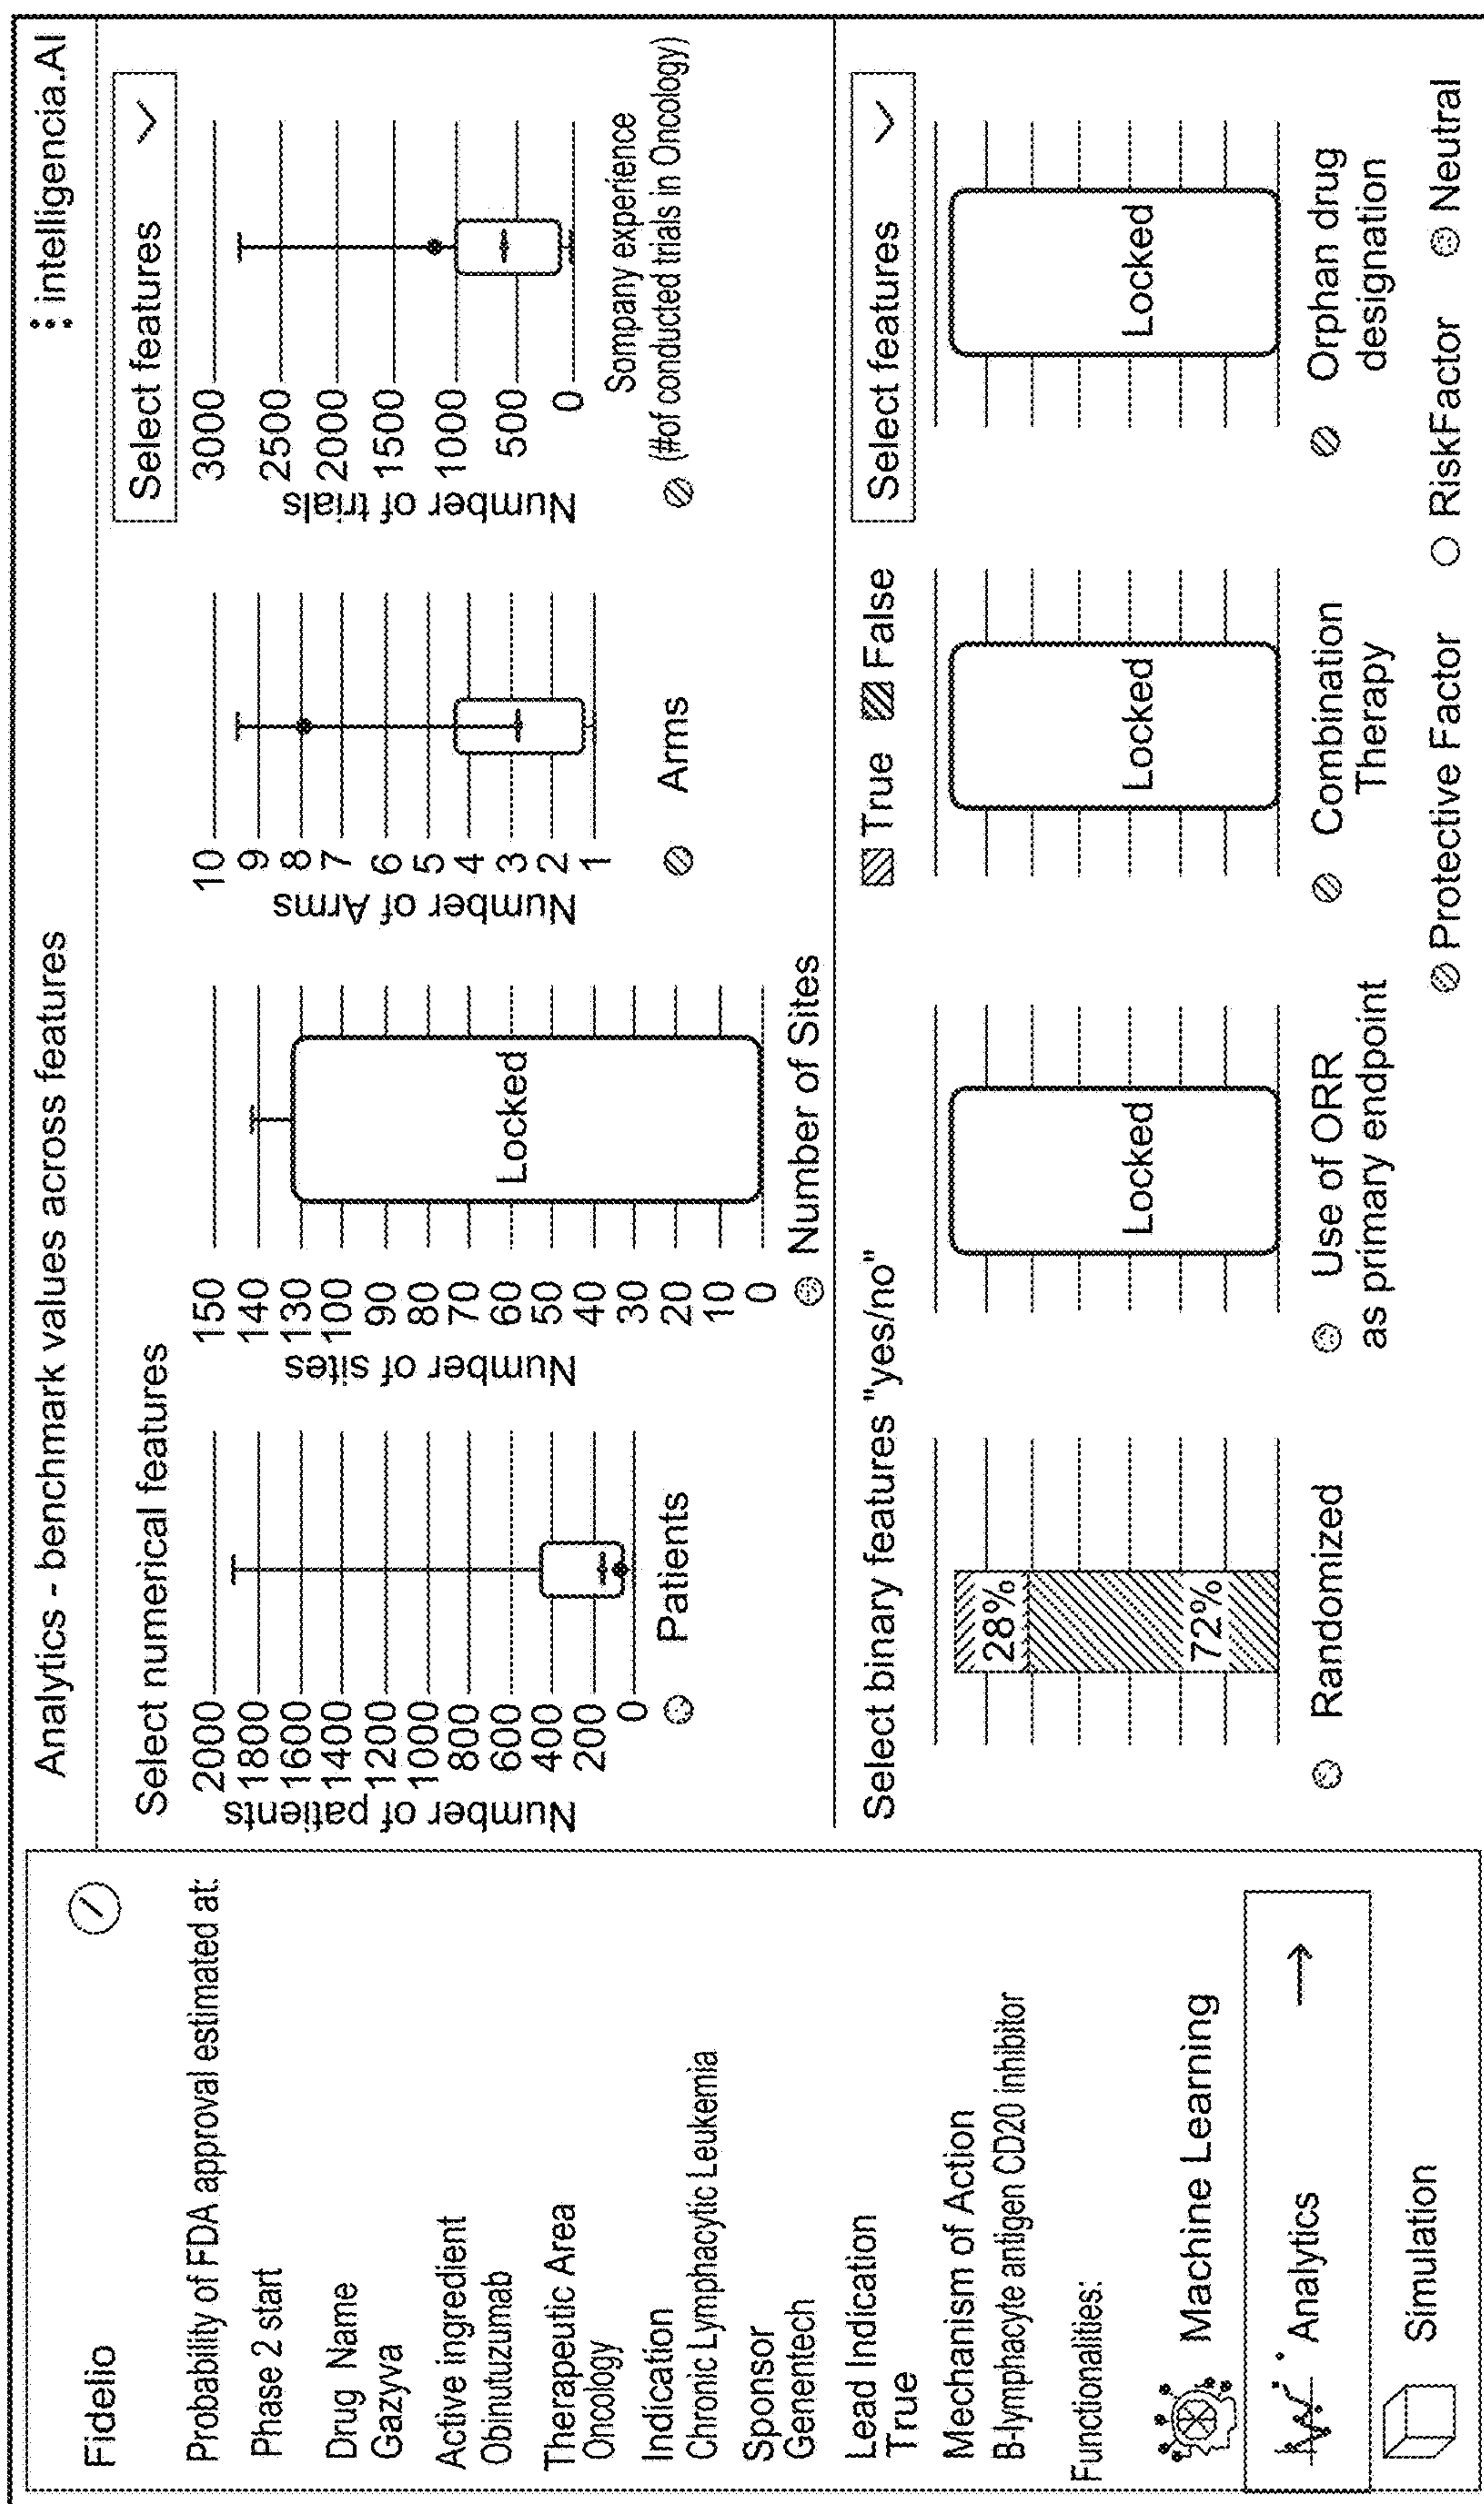 Fidelio
Probability of FDA approval estimated at:
Phase 2 start
Drug Name
Gazyva
Active ingredient
Obinutuzumab
Therapeutic Area
Oncology
Indication
Chronic Lymphacytic Leukemia
Sponsor
Genentech
Lead Indication
True
Mechanism of Action
B-lymphacyte antigen CD20 inhibitor
Functionalities:
Machine Learning
Analytics
Simulation
Analytics - benchmark values across features
intelligencia.AI
Select numerical features
Select features
Number of patients
2000
1800
1600
1400
1200
1000
800
600
400
200
0
Patients
Number of sites
150
140
130
100
90
80
70
60
50
40
30
20
10
0
Locked
Number of Sites
Number of Arms
10
9
8
7
6
5
4
3
2
1
Arms
Number of trials
3000
2500
2000
1500
1000
500
0
Sompany experience
(#of conducted trials in Oncology)
Select binary features "yes/no"
True False
Select features
28%
72%
Randomized
Locked
Use of ORR
as primary endpoint
Locked
Combination
Therapy
Locked
Orphan drug
designation
Protective Factor RiskFactor Neutral